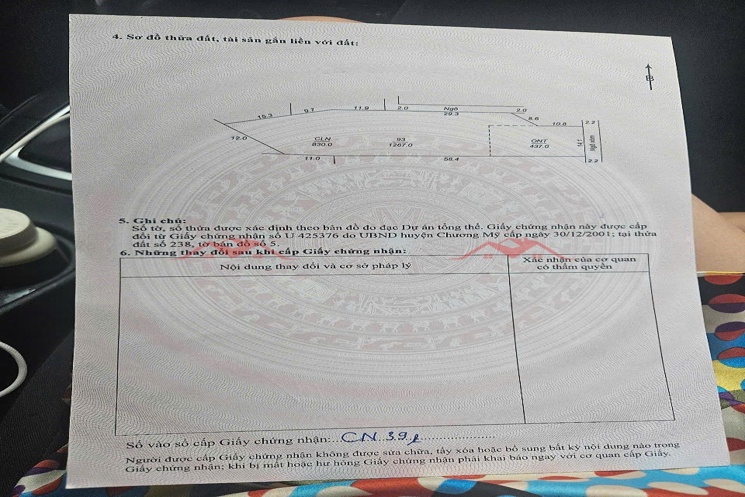 4. Sơ đồ thửa đất, tài sản gắn liền với đất:
B
15.3 9.7 11.9 2.0 Ngõ 2.0
29.3 8.6 10.8 2.2
12.0 CLN 93 ONT 14.1 Ngõ xóm
830.0 1267.0 437.0
11.0 58.4 2.2
5. Ghi chú:
Số tờ, số thửa được xác định theo bản đồ đo đạc Dự án tổng thể. Giấy chứng nhận này được cấp
đổi từ Giấy chứng nhận số U 425376 do UBND huyện Chương Mỹ cấp ngày 30/12/2001; tại thửa
đất số 238, tờ bản đồ số 5.
6. Những thay đổi sau khi cấp Giấy chứng nhận:
Nội dung thay đổi và cơ sở pháp lý
Xác nhận của cơ quan
có thẩm quyền
Số vào sổ cấp Giấy chứng nhận:
CN 39
Người được cấp Giấy chứng nhận không được sửa chữa, tẩy xóa hoặc bổ sung bất kỳ nội dung nào trong
Giấy chứng nhận; khi bị mất hoặc hư hỏng Giấy chứng nhận phải khai báo ngay với cơ quan cấp Giấy.